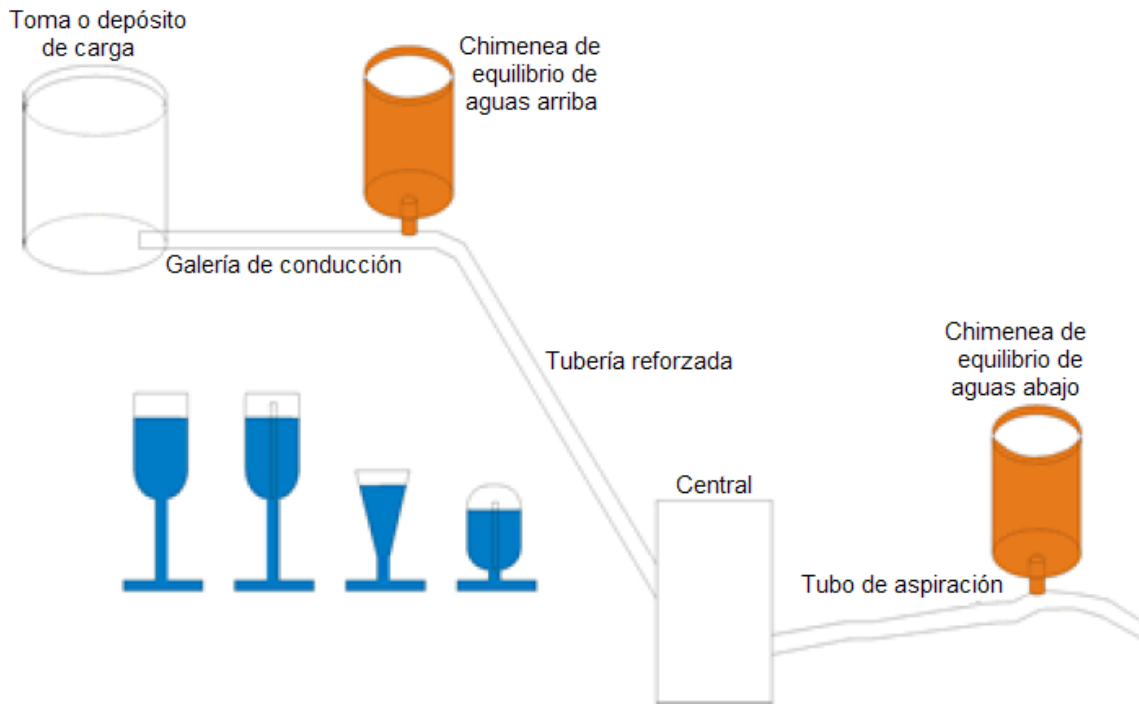 Toma o depósito
de carga
Chimenea de
equilibrio de
aguas arriba
Galería de conducción
Tubería reforzada
Chimenea de
equilibrio de
aguas abajo
Central
Tubo de aspiración